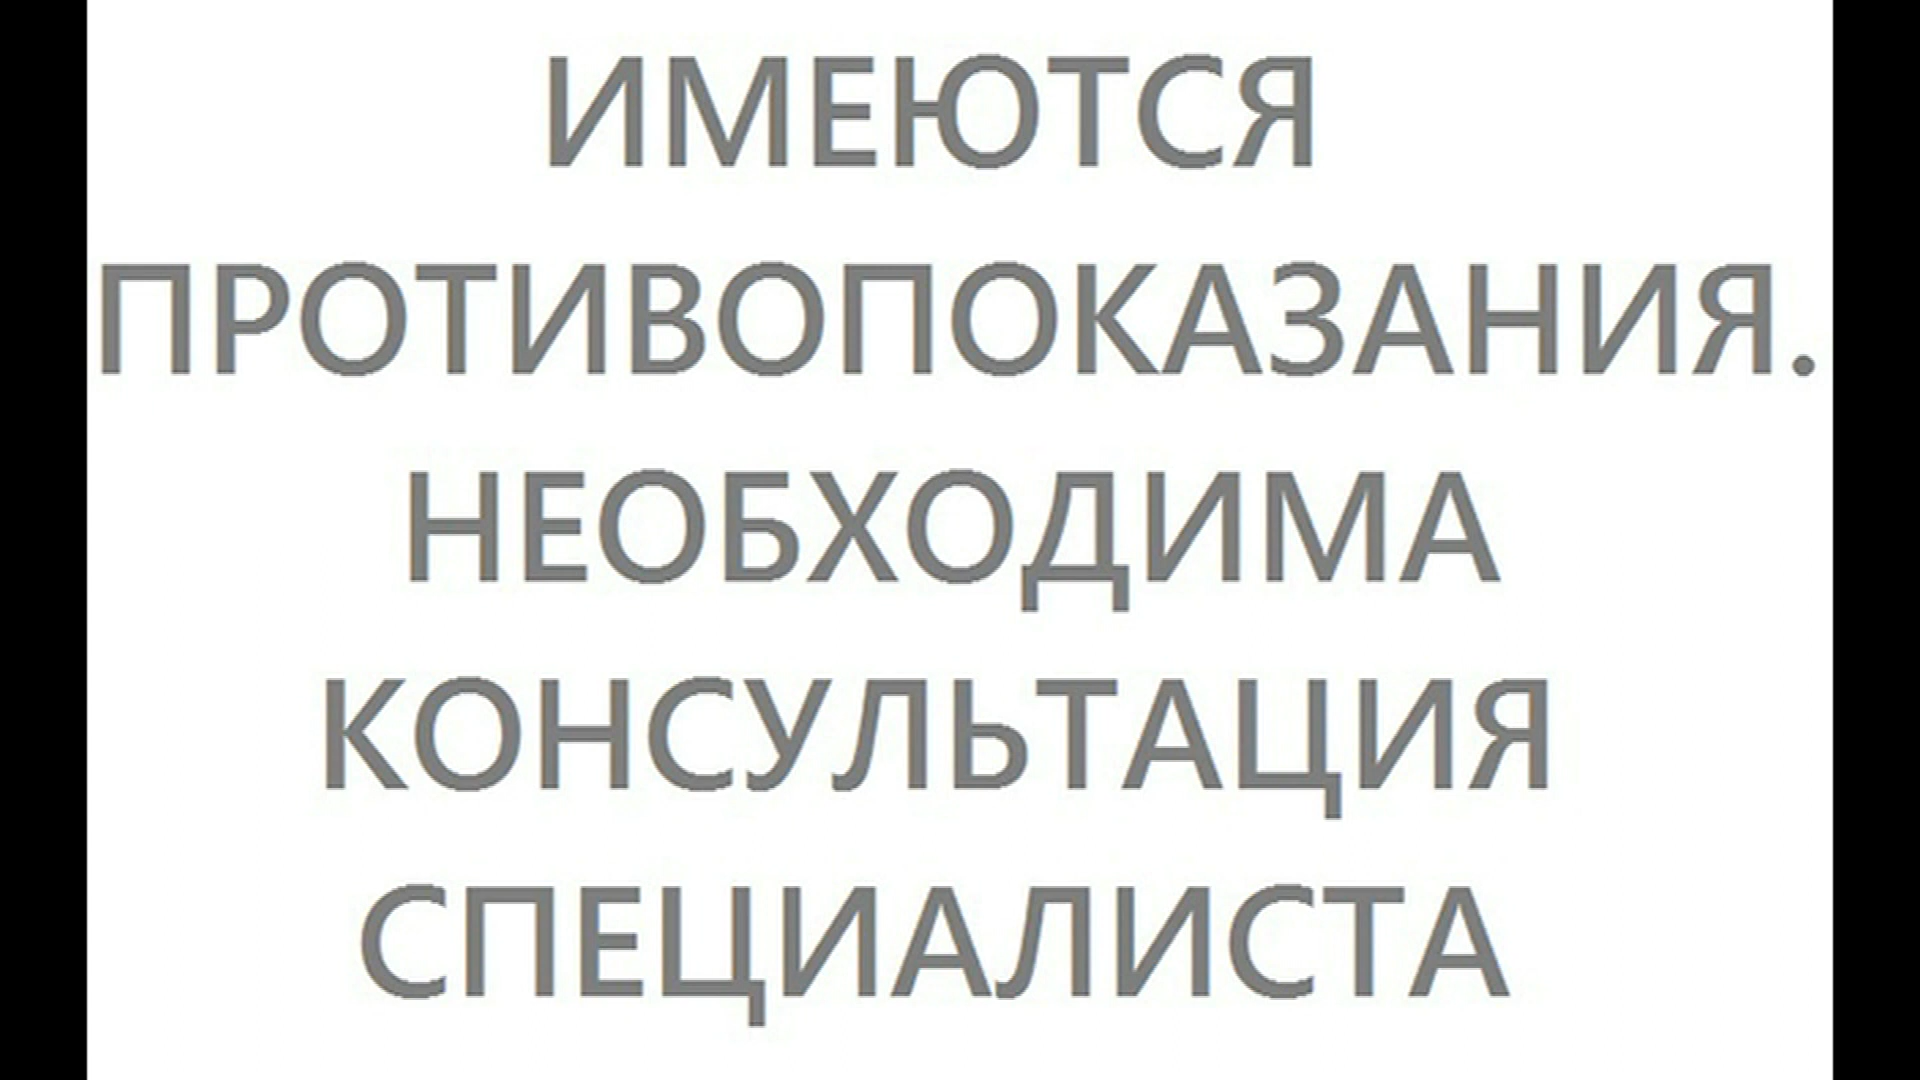 ИМЕЮТСЯ
ПРОТИВОПОКАЗАНИЯ.
НЕОБХОДИМА
КОНСУЛЬТАЦИЯ
СПЕЦИАЛИСТА